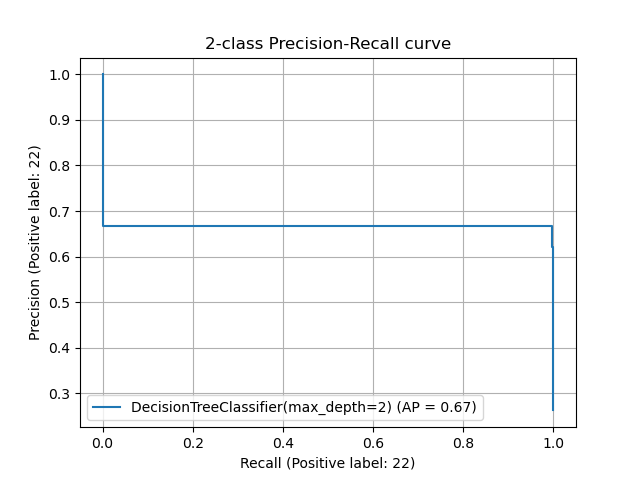 2-class Precision-Recall curve
1.0
0.9
0.8
0.7
0.6
0.5
0.4
0.3
Precision (Positive label: 22)
DecisionTreeClassifier(max_depth=2) (AP = 0.67)
0.0 0.2 0.4 0.6 0.8 1.0
Recall (Positive label: 22)